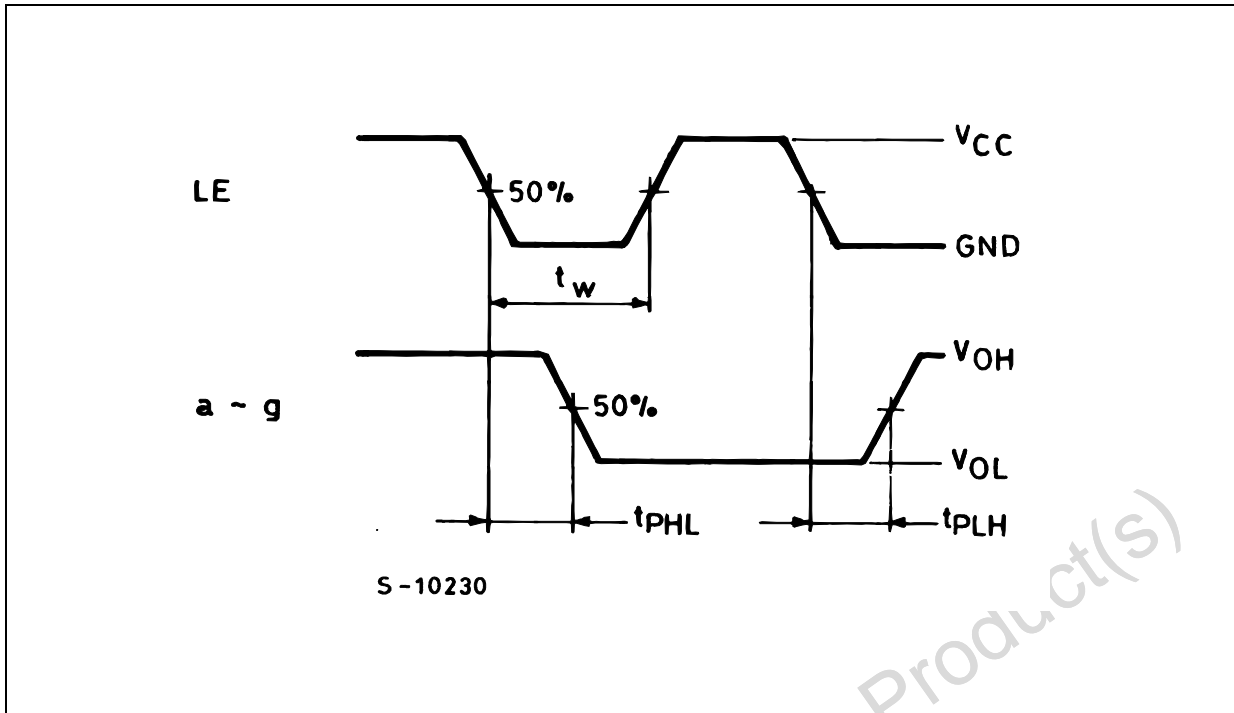 VCC
LE
50%
GND
tw
VOH
a ~ g
50%
VOL
tPHL
tPLH
S-10230
Product(s)